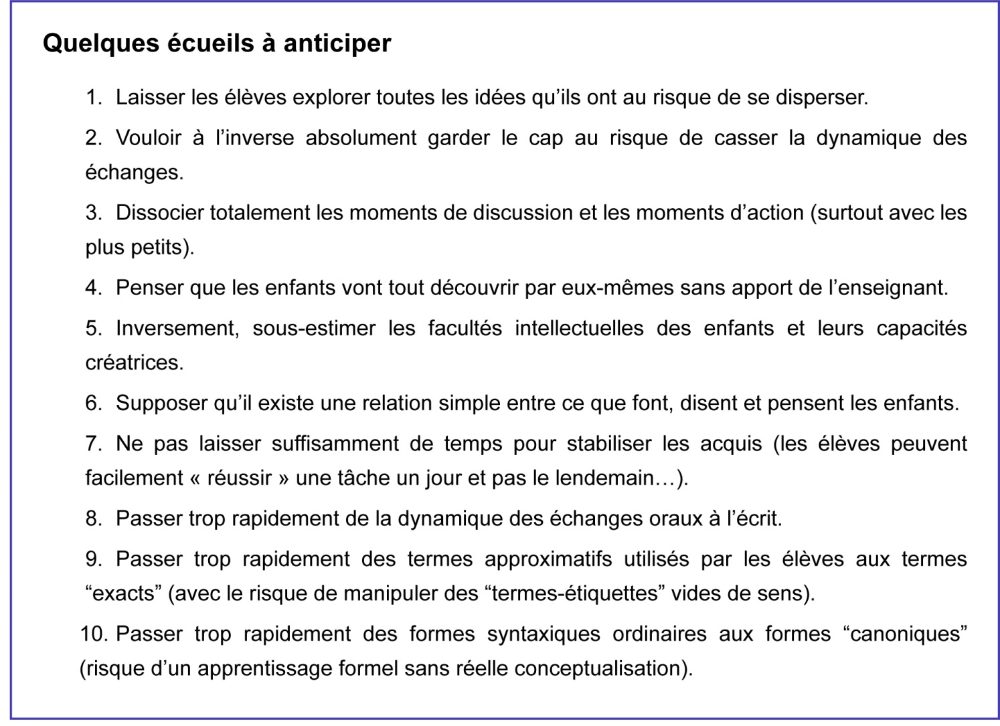 Quelques écueils à anticiper
1. Laisser les élèves explorer toutes les idées qu’ils ont au risque de se disperser.
2. Vouloir à l’inverse absolument garder le cap au risque de casser la dynamique des
échanges.
3. Dissocier totalement les moments de discussion et les moments d’action (surtout avec les
plus petits).
4. Penser que les enfants vont tout découvrir par eux-mêmes sans apport de l’enseignant.
5. Inversement, sous-estimer les facultés intellectuelles des enfants et leurs capacités
créatrices.
6. Supposer qu’il existe une relation simple entre ce que font, disent et pensent les enfants.
7. Ne pas laisser suffisamment de temps pour stabiliser les acquis (les élèves peuvent
facilement « réussir » une tâche un jour et pas le lendemain…).
8. Passer trop rapidement de la dynamique des échanges oraux à l’écrit.
9. Passer trop rapidement des termes approximatifs utilisés par les élèves aux termes
“exacts” (avec le risque de manipuler des “termes-étiquettes” vides de sens).
10. Passer trop rapidement des formes syntaxiques ordinaires aux formes “canoniques”
(risque d’un apprentissage formel sans réelle conceptualisation).